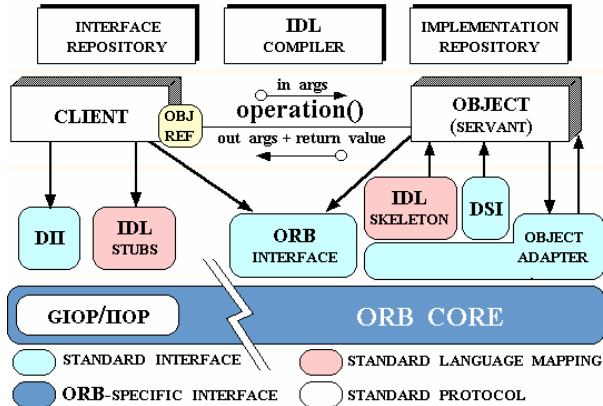 INTERFACE
REPOSITORY
IDL
COMPILER
IMPLEMENTATION
REPOSITORY
in args
operation()
out args + return value
CLIENT
OBJ
REF
OBJECT
(SERVANT)
DII
IDL
STUBS
ORB
INTERFACE
IDL
SKELETON
DSI
OBJECT
ADAPTER
GIOP/IIOP
ORB CORE
STANDARD INTERFACE
STANDARD LANGUAGE MAPPING
ORB-SPECIFIC INTERFACE
STANDARD PROTOCOL